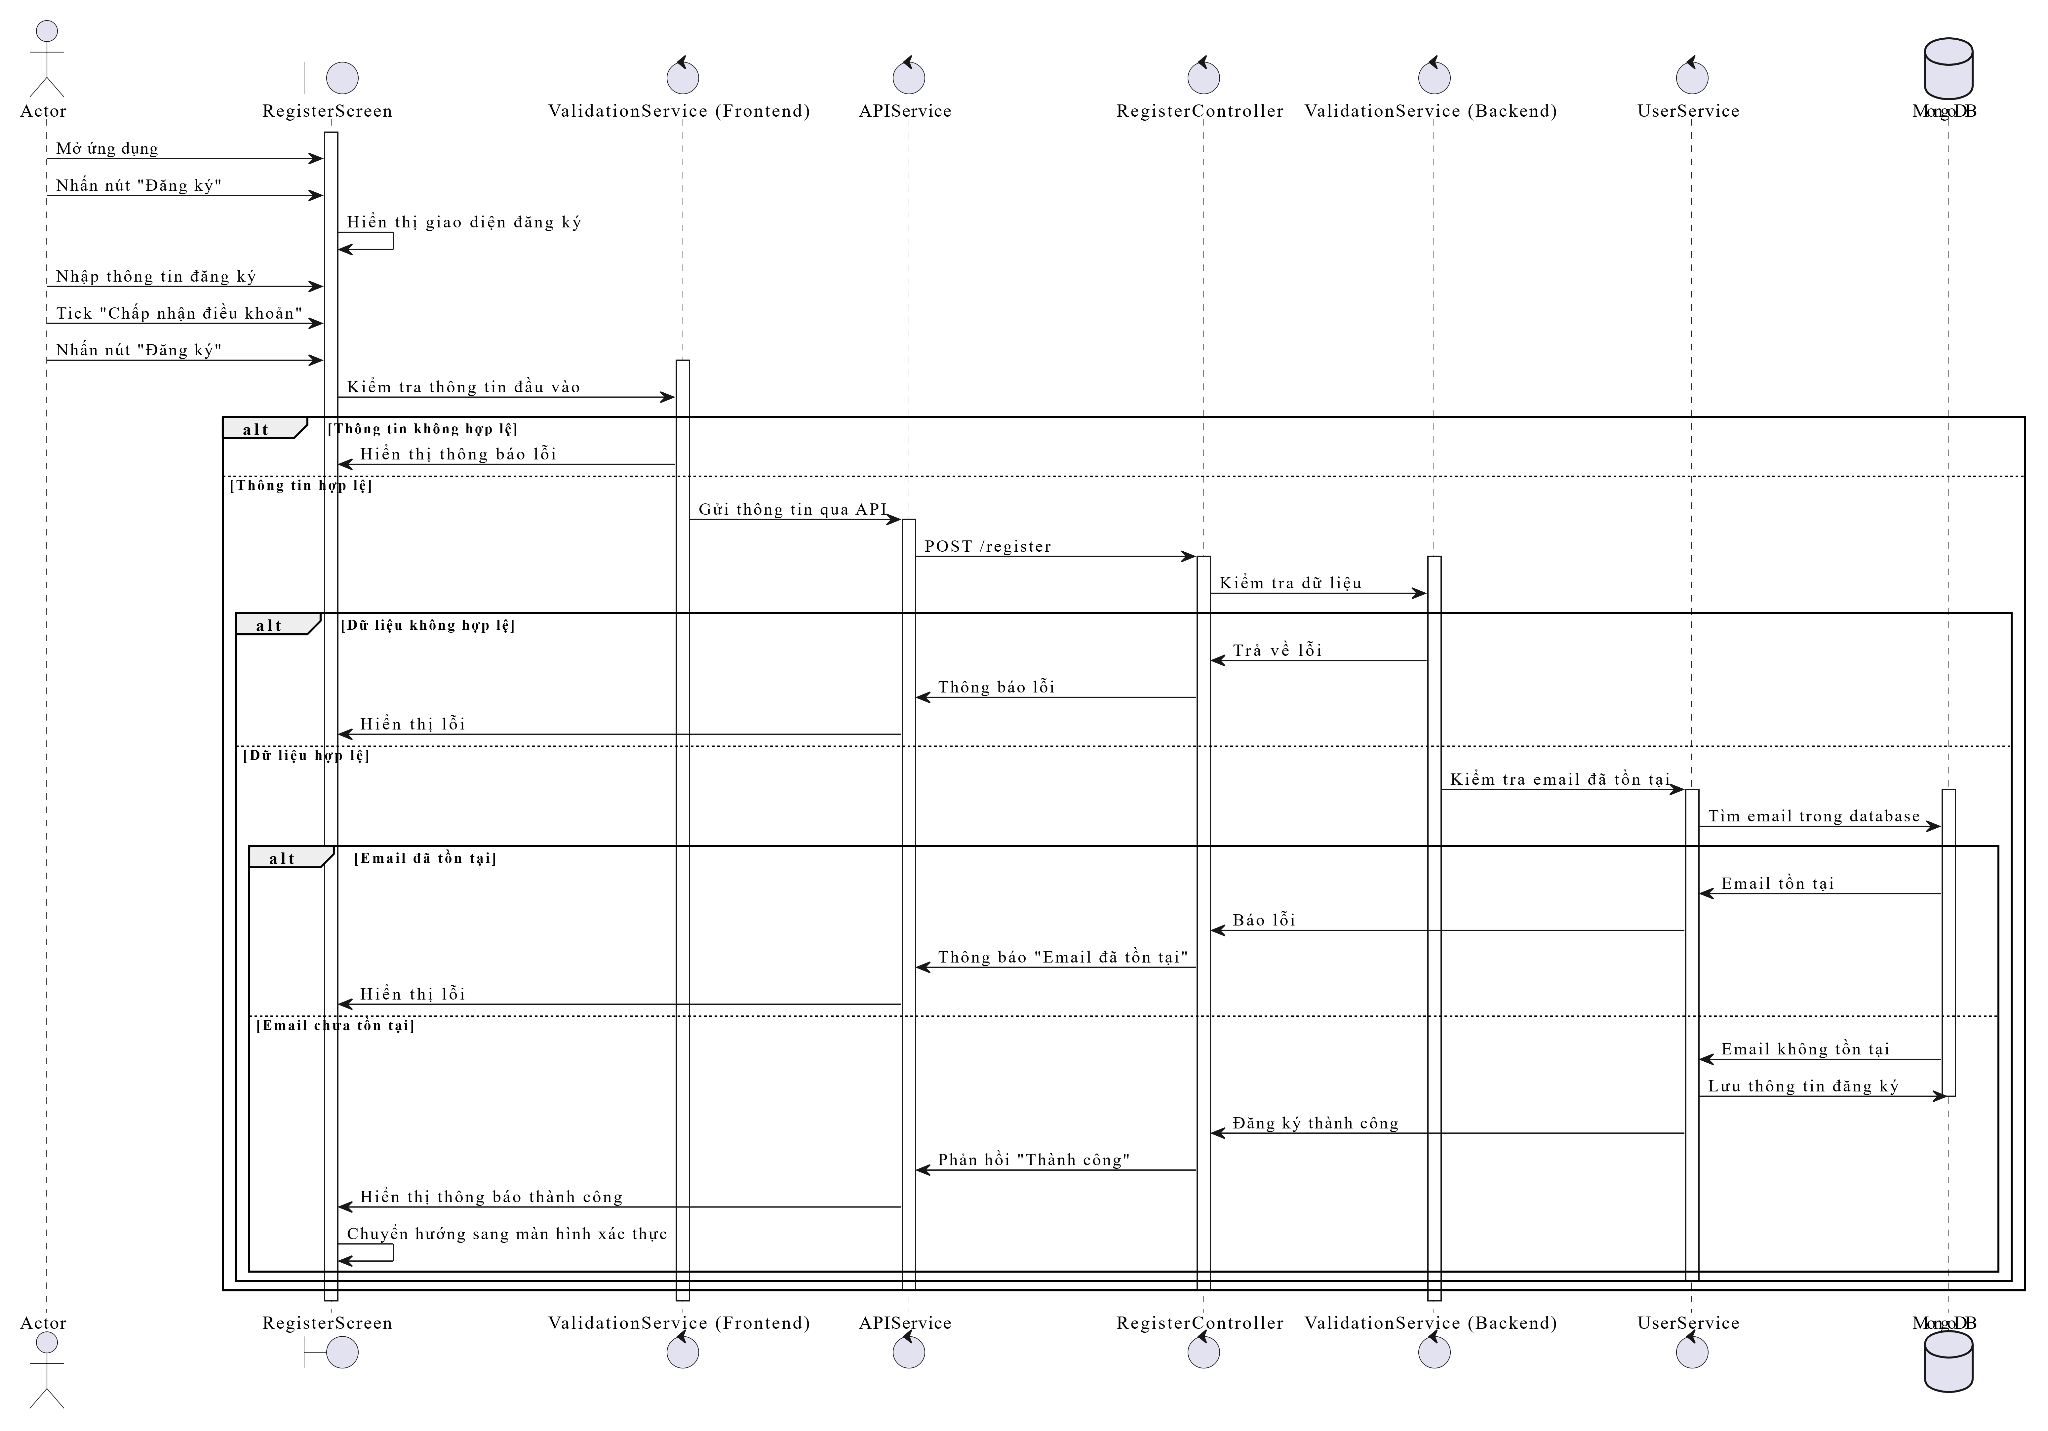 Actor
RegisterScreen
ValidationService (Frontend)
APIService
RegisterController
ValidationService (Backend)
UserService
MongoDB
Mở ứng dụng
Nhấn nút "Đăng ký"
Hiển thị giao diện đăng ký
Nhập thông tin đăng ký
Tick "Chấp nhận điều khoản"
Nhấn nút "Đăng ký"
Kiểm tra thông tin đầu vào
alt
[Thông tin không hợp lệ]
Hiển thị thông báo lỗi
[Thông tin hợp lệ]
Gửi thông tin qua API
POST /register
Kiểm tra dữ liệu
alt
[Dữ liệu không hợp lệ]
Trả về lỗi
Thông báo lỗi
Hiển thị lỗi
[Dữ liệu hợp lệ]
Kiểm tra email đã tồn tại
Tìm email trong database
alt
[Email đã tồn tại]
Email tồn tại
Báo lỗi
Thông báo "Email đã tồn tại"
Hiển thị lỗi
[Email chưa tồn tại]
Email không tồn tại
Lưu thông tin đăng ký
Đăng ký thành công
Phản hồi "Thành công"
Hiển thị thông báo thành công
Chuyển hướng sang màn hình xác thực
Actor
RegisterScreen
ValidationService (Frontend)
APIService
RegisterController
ValidationService (Backend)
UserService
MongoDB